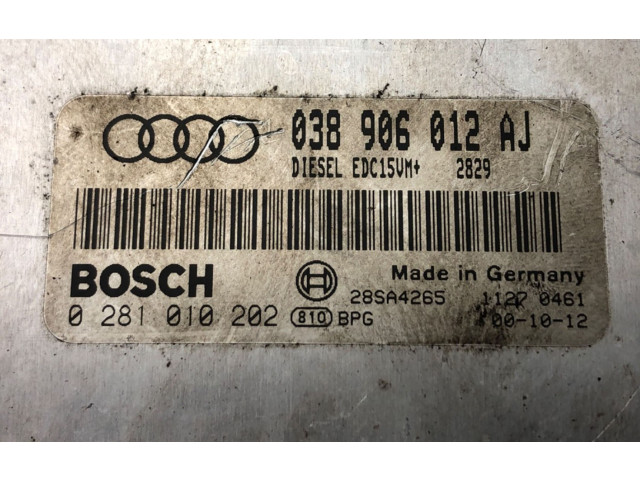 038 906 012 AJ
DIESEL EDC15VM+ 2829
BOSCH
Made in Germany
28SA4265 1127 0461
0 281 010 202 810 BPG 00-10-12